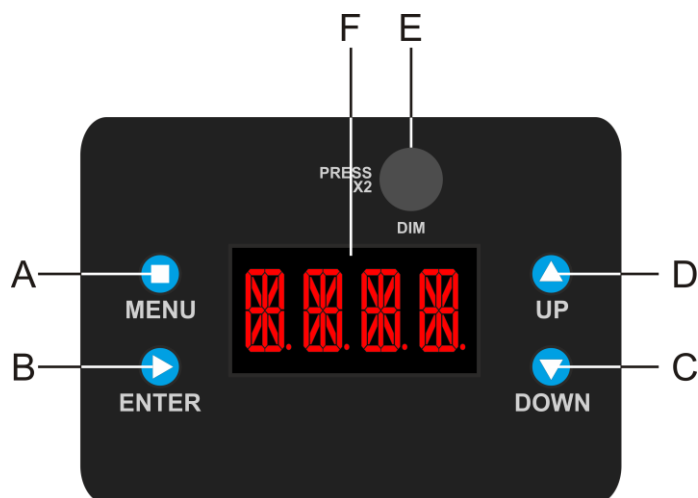 F E
PRESS
X2
DIM
A D
MENU UP
B C
ENTER DOWN